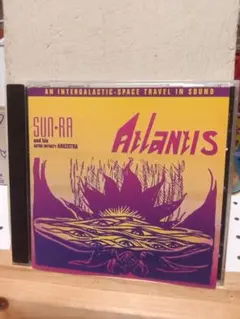 AN INTERGALACTIC-SPACE TRAVEL IN SOUND
SUN-RA
and his
ASTRO INFINITY ARKESTRA
Atlantis